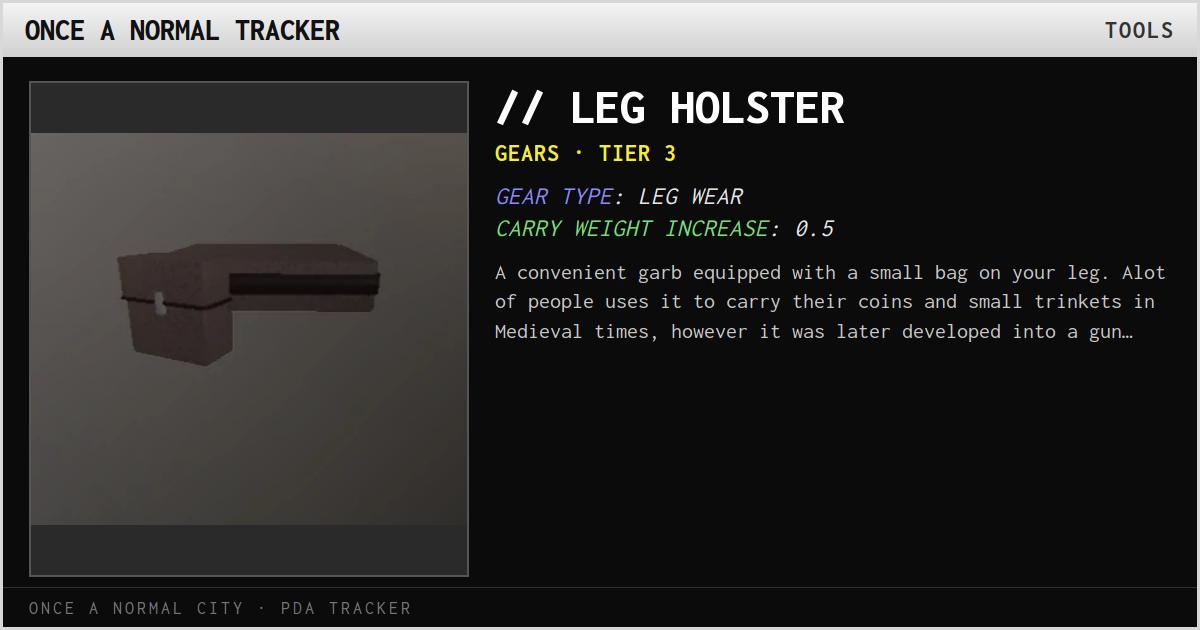 ONCE A NORMAL TRACKER
TOOLS
// LEG HOLSTER
GEARS · TIER 3
GEAR TYPE: LEG WEAR
CARRY WEIGHT INCREASE: 0.5
A convenient garb equipped with a small bag on your leg. Alot
of people uses it to carry their coins and small trinkets in
Medieval times, however it was later developed into a gun…
ONCE A NORMAL CITY · PDA TRACKER